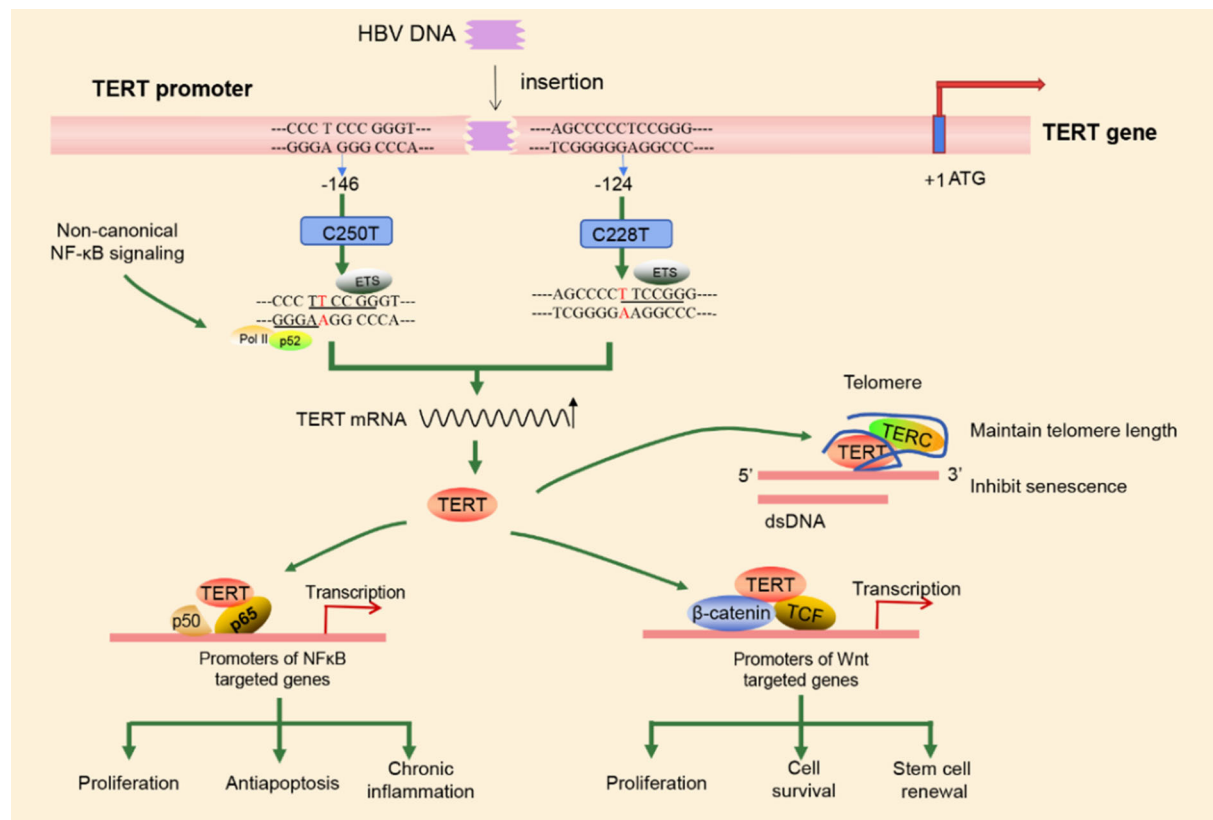 HBV DNA
insertion
TERT promoter
---CCC T CCC GGGT---
---GGGA GGG CCCA---
----AGCCCCCTCCGGG----
----TCGGGGGAGGCCC----
TERT gene
-146
-124
+1 ATG
Non-canonical
NF-κB signaling
C250T
C228T
ETS
---CCC TT CC GGGT---
---GGGAAGG CCCA---
Pol II
p52
ETS
----AGCCCCT TCCGGG----
----TCGGGGAAGGCCC----
TERT mRNA
TERT
Telomere
TERC
TERT
Maintain telomere length
5’
3’
Inhibit senescence
dsDNA
TERT
p50
p65
Transcription
Promoters of NFκB
targeted genes
TERT
β-catenin
TCF
Transcription
Promoters of Wnt
targeted genes
Proliferation
Antiapoptosis
Chronic
inflammation
Proliferation
Cell
survival
Stem cell
renewal